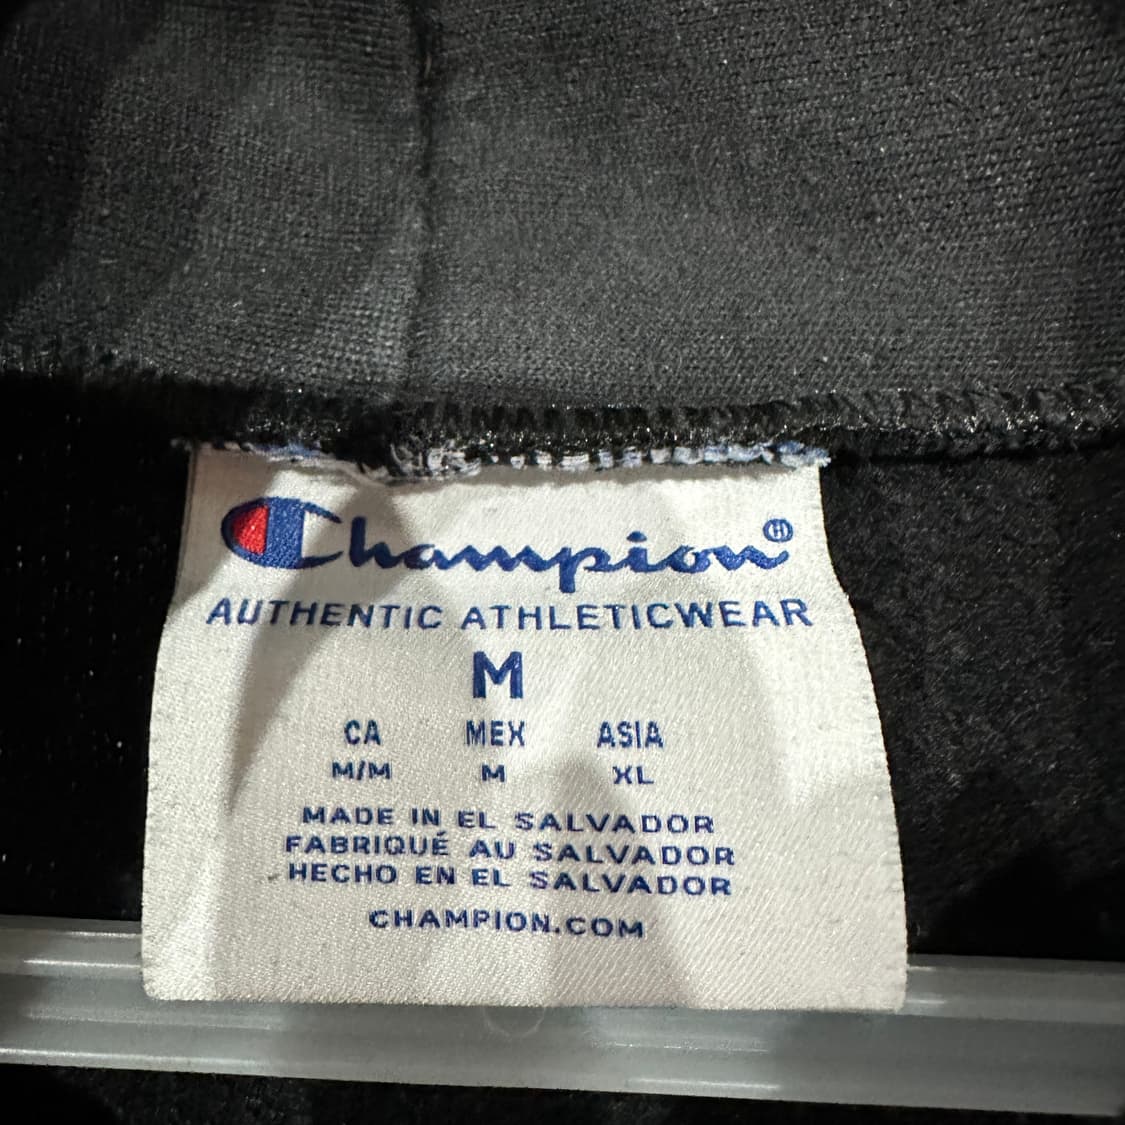 Champion®
AUTHENTIC ATHLETICWEAR
M
CA MEX ASIA
M/M M XL
MADE IN EL SALVADOR
FABRIQUÉ AU SALVADOR
HECHO EN EL SALVADOR
CHAMPION.COM